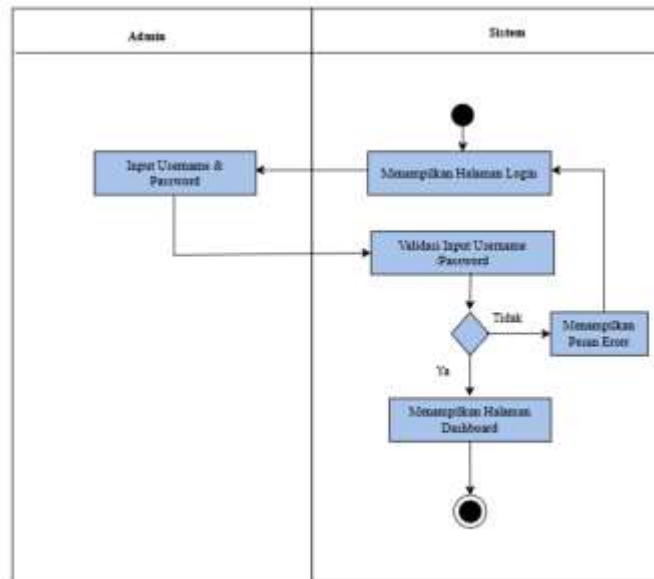 Admin
Sistem
Input Username &
Password
Menampilkan Halaman Login
Validasi Input Username
Password
Tidak
Menampilkan
Pesan Erorr
Ya
Menampilkan Halaman
Dashboard